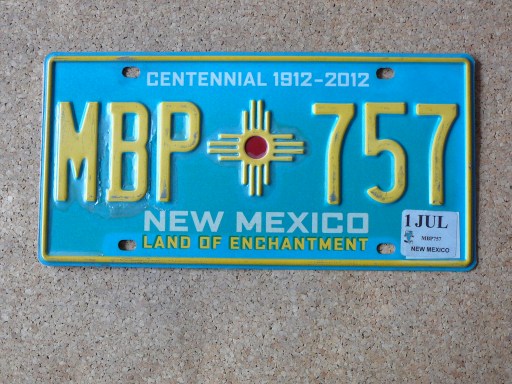 CENTENNIAL 1912-2012
MBP 757
NEW MEXICO
LAND OF ENCHANTMENT
1 JUL
MBP757
NEW MEXICO